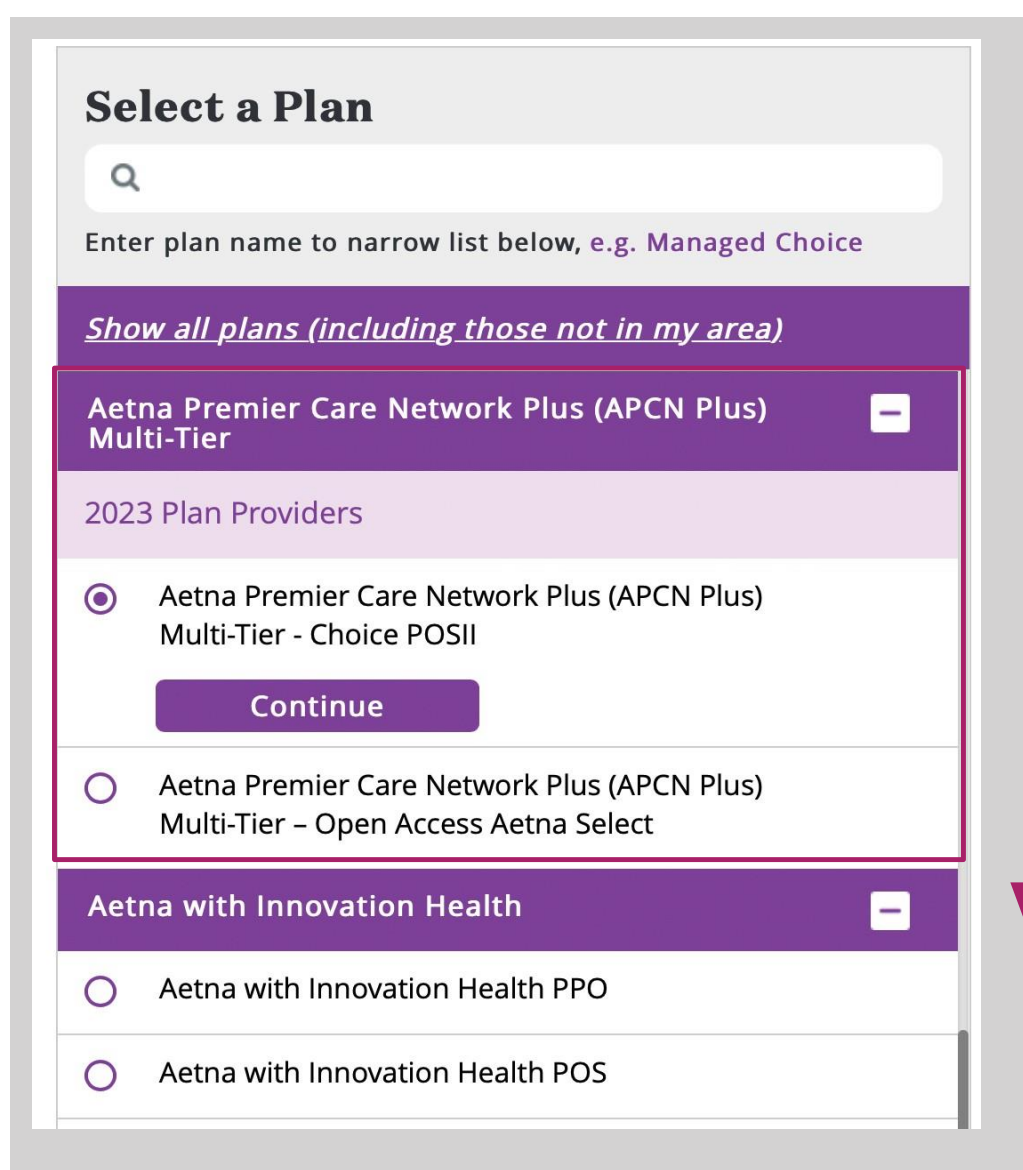 Select a Plan
Enter plan name to narrow list below, e.g. Managed Choice
Show all plans (including those not in my area)
Aetna Premier Care Network Plus (APCN Plus)
Multi-Tier
2023 Plan Providers
Aetna Premier Care Network Plus (APCN Plus)
Multi-Tier - Choice POSII
Continue
Aetna Premier Care Network Plus (APCN Plus)
Multi-Tier – Open Access Aetna Select
Aetna with Innovation Health
Aetna with Innovation Health PPO
Aetna with Innovation Health POS